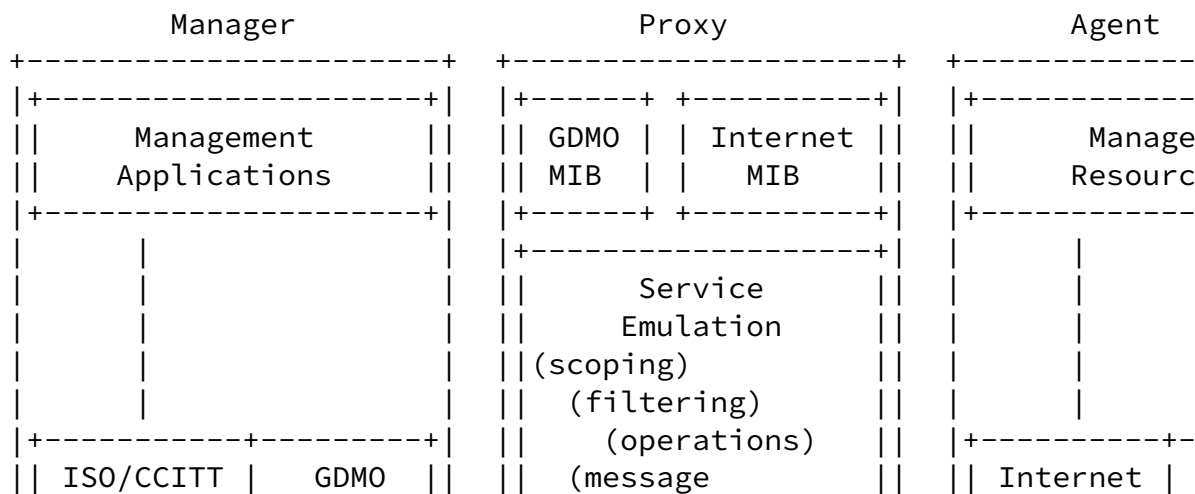 Manager Proxy Agent
+-----------------------+ +---------------------+ +-------------
|+---------------------+| |+------+ +----------+| |+------------
|| Management || || GDMO | | Internet || || Manage
|| Applications || || MIB | | MIB || || Resourc
|+---------------------+| |+------+ +----------+| |+------------
| | | |+-------------------+| | |
| | | || Service || | |
| | | || Emulation || | |
| | | ||(scoping) || | |
| | | || (filtering) || | |
|+-----------+---------+| || (operations) || |+----------+-
|| ISO/CCITT | GDMO || || (message || || Internet |